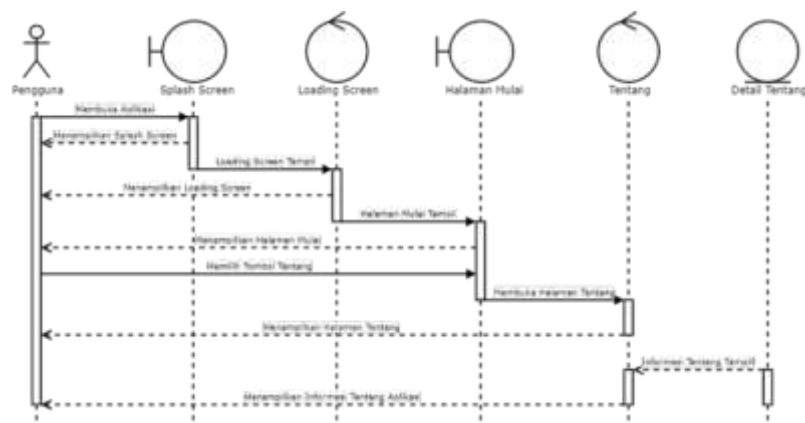 Pengguna
Splash Screen
Loading Screen
Halaman Mulai
Tentang
Detail Tentang
Membuka Aplikasi
Menampilkan Splash Screen
Loading Screen Tampil
Menampilkan Loading Screen
Halaman Mulai Tampil
Menampilkan Halaman Mulai
Memilih Tombol Tentang
Membuka Halaman Tentang
Menampilkan Halaman Tentang
Informasi Tentang Tampil
Menampilkan Informasi Tentang Aplikasi